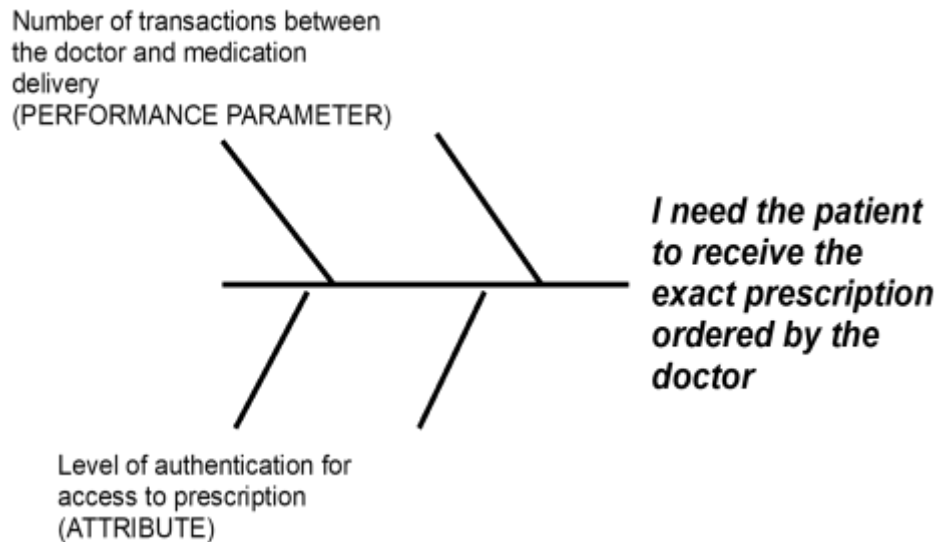 Number of transactions between
the doctor and medication
delivery
(PERFORMANCE PARAMETER)
I need the patient
to receive the
exact prescription
ordered by the
doctor
Level of authentication for
access to prescription
(ATTRIBUTE)